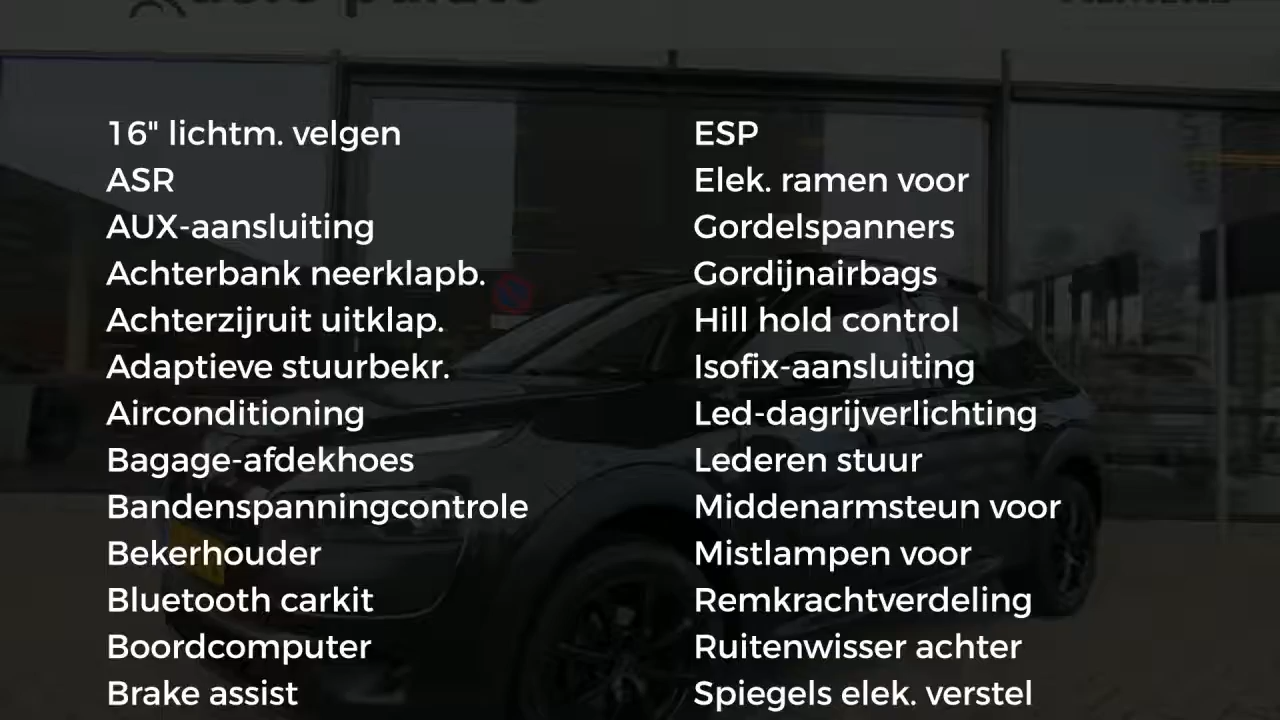 16" lichtm. velgen
ASR
AUX-aansluiting
Achterbank neerklapb.
Achterzijruit uitklap.
Adaptieve stuurbekr.
Airconditioning
Bagage-afdekhoes
Bandenspanningcontrole
Bekerhouder
Bluetooth carkit
Boordcomputer
Brake assist
ESP
Elek. ramen voor
Gordelspanners
Gordijnairbags
Hill hold control
Isofix-aansluiting
Led-dagrijverlichting
Lederen stuur
Middenarmsteun voor
Mistlampen voor
Remkrachtverdeling
Ruitenwisser achter
Spiegels elek. verstel